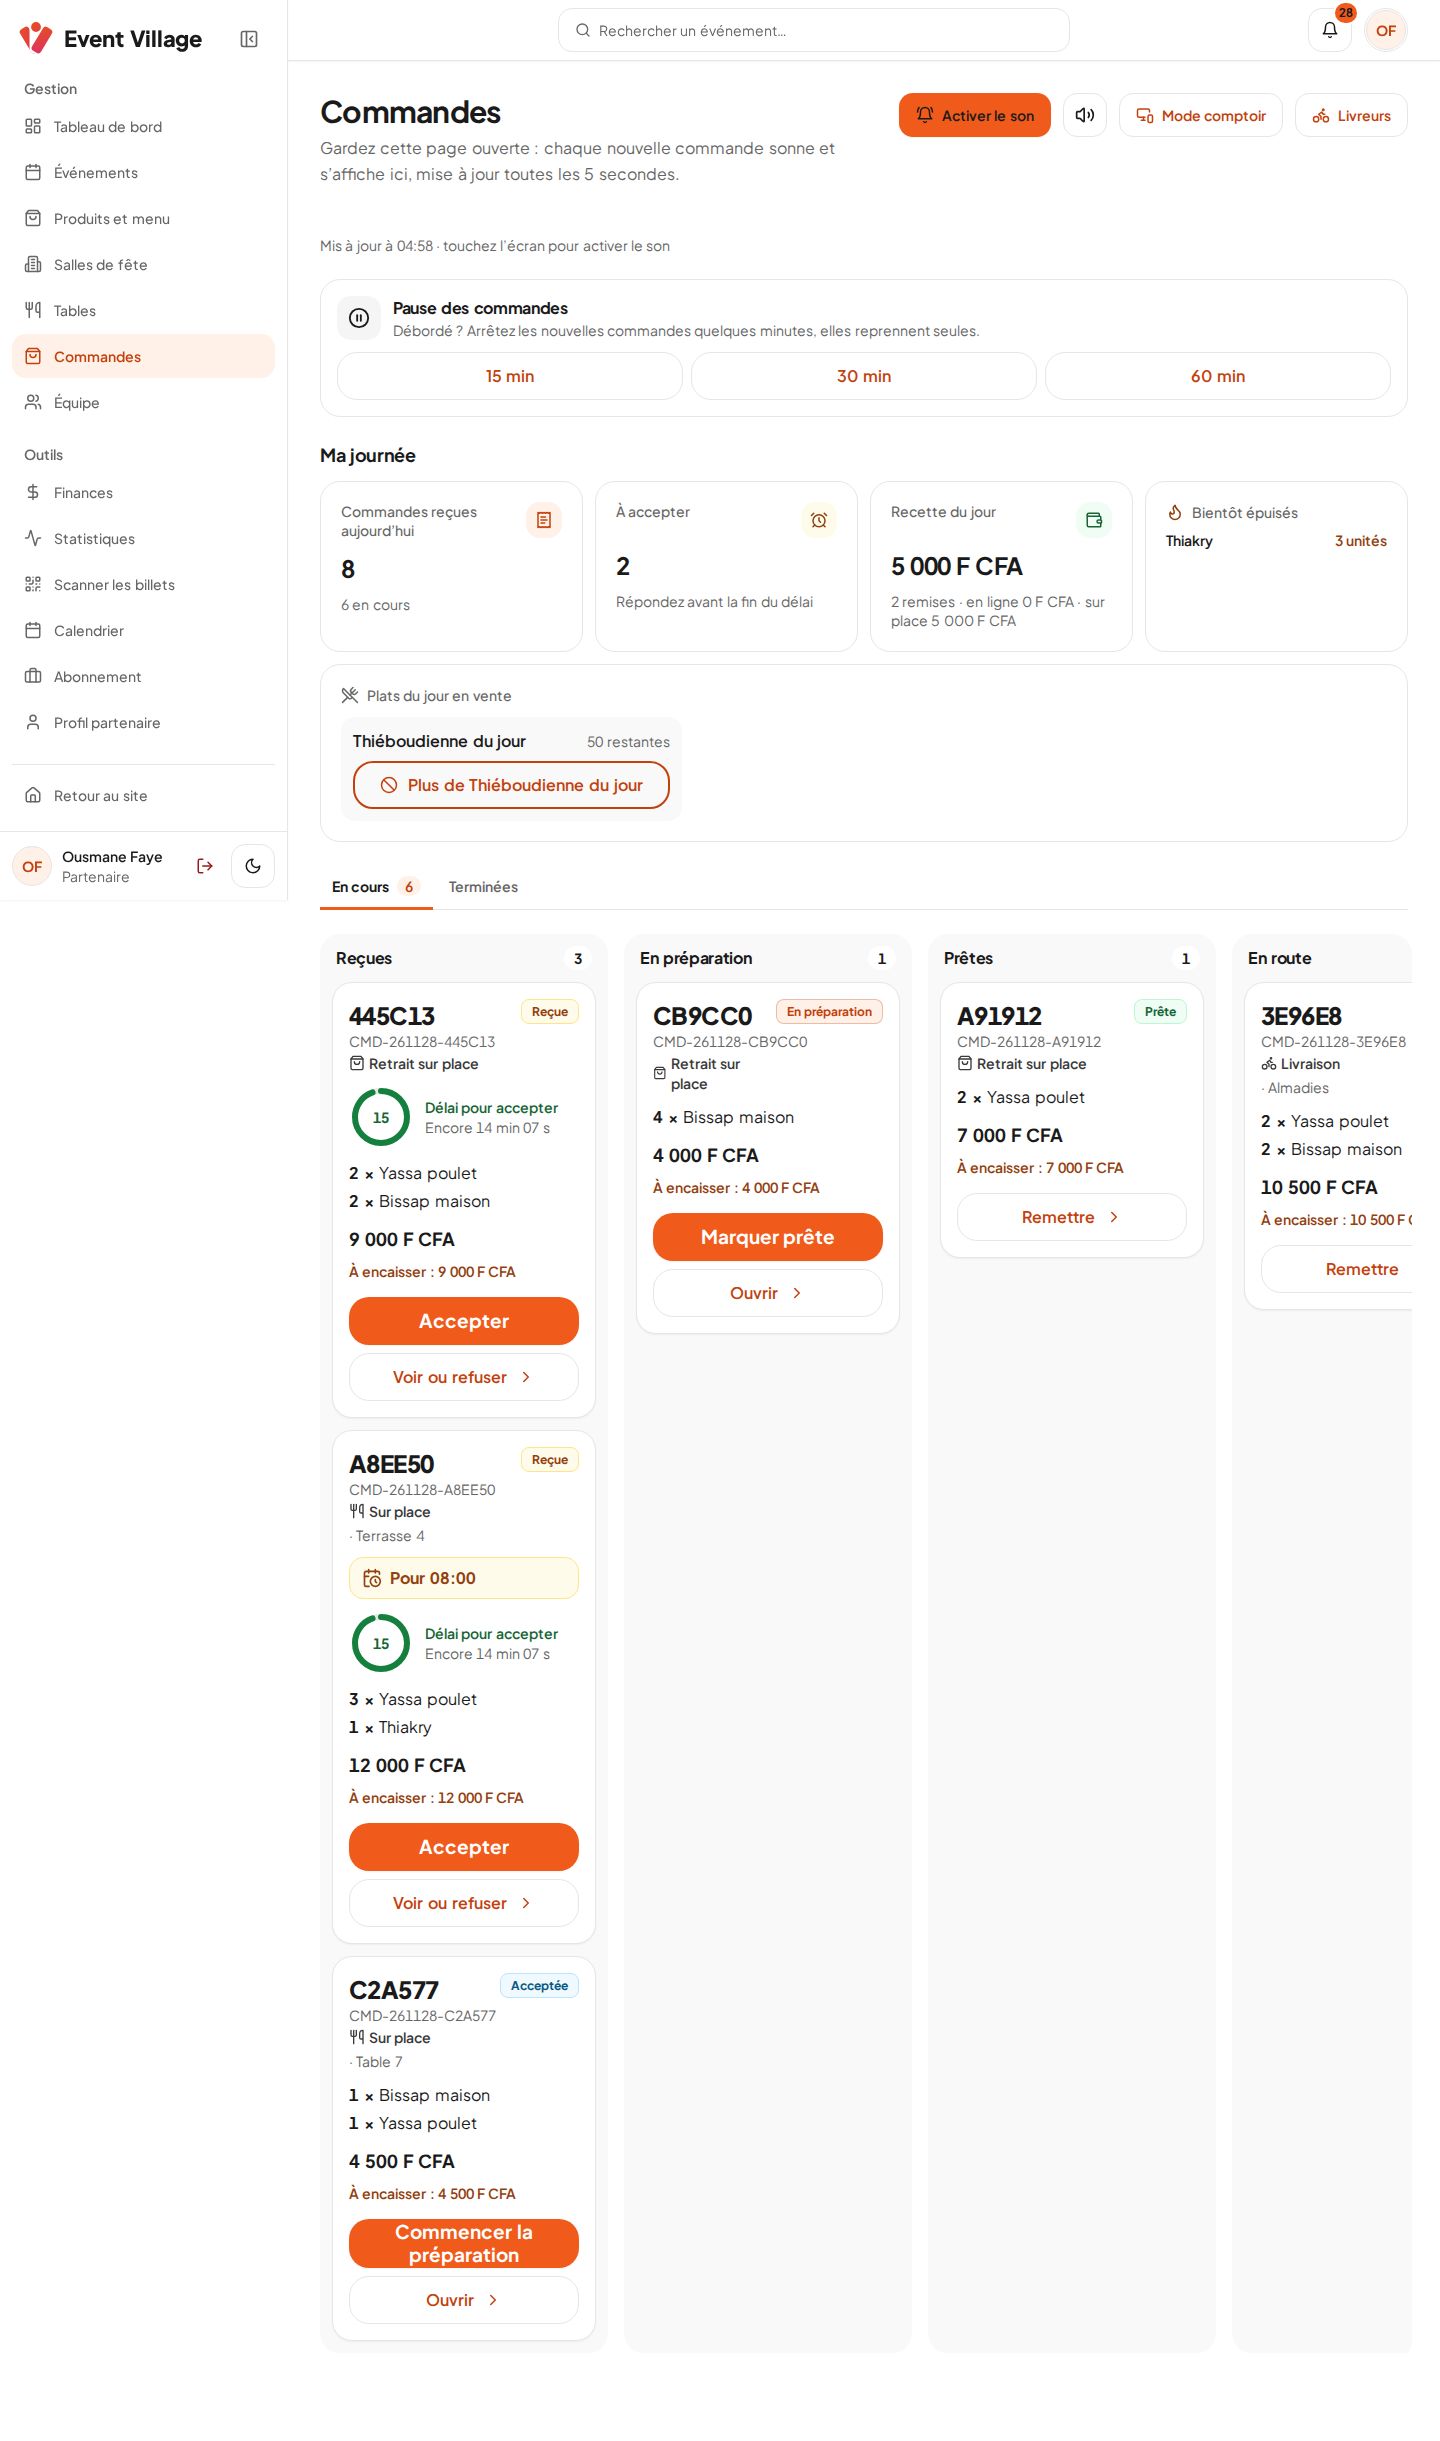 Event Village
Gestion
Tableau de bord
Événements
Produits et menu
Salles de fête
Tables
Commandes
Équipe
Outils
Finances
Statistiques
Scanner les billets
Calendrier
Abonnement
Profil partenaire
Retour au site
OF
Ousmane Faye
Partenaire
Rechercher un événement…
28
OF
Commandes
Gardez cette page ouverte : chaque nouvelle commande sonne et
s’affiche ici, mise à jour toutes les 5 secondes.
Activer le son
Mode comptoir
Livreurs
Mis à jour à 04:58 · touchez l’écran pour activer le son
Pause des commandes
Débordé ? Arrêtez les nouvelles commandes quelques minutes, elles reprennent seules.
15 min
30 min
60 min
Ma journée
Commandes reçues
aujourd’hui
8
6 en cours
À accepter
2
Répondez avant la fin du délai
Recette du jour
5 000 F CFA
2 remises · en ligne 0 F CFA · sur
place 5 000 F CFA
Bientôt épuisés
Thiakry 3 unités
Plats du jour en vente
Thiéboudienne du jour 50 restantes
Plus de Thiéboudienne du jour
En cours 6
Terminées
Reçues 3
445C13 Reçue
CMD-261128-445C13
Retrait sur place
15
Délai pour accepter
Encore 14 min 07 s
2 × Yassa poulet
2 × Bissap maison
9 000 F CFA
À encaisser : 9 000 F CFA
Accepter
Voir ou refuser
A8EE50 Reçue
CMD-261128-A8EE50
Sur place
· Terrasse 4
Pour 08:00
15
Délai pour accepter
Encore 14 min 07 s
3 × Yassa poulet
1 × Thiakry
12 000 F CFA
À encaisser : 12 000 F CFA
Accepter
Voir ou refuser
C2A577 Acceptée
CMD-261128-C2A577
Sur place
· Table 7
1 × Bissap maison
1 × Yassa poulet
4 500 F CFA
À encaisser : 4 500 F CFA
Commencer la
préparation
Ouvrir
En préparation 1
CB9CC0 En préparation
CMD-261128-CB9CC0
Retrait sur
place
4 × Bissap maison
4 000 F CFA
À encaisser : 4 000 F CFA
Marquer prête
Ouvrir
Prêtes 1
A91912 Prête
CMD-261128-A91912
Retrait sur place
2 × Yassa poulet
7 000 F CFA
À encaisser : 7 000 F CFA
Remettre
En route
3E96E8
CMD-261128-3E96E8
Livraison
· Almadies
2 × Yassa poulet
2 × Bissap maison
10 500 F CFA
À encaisser : 10 500 F
Remettre